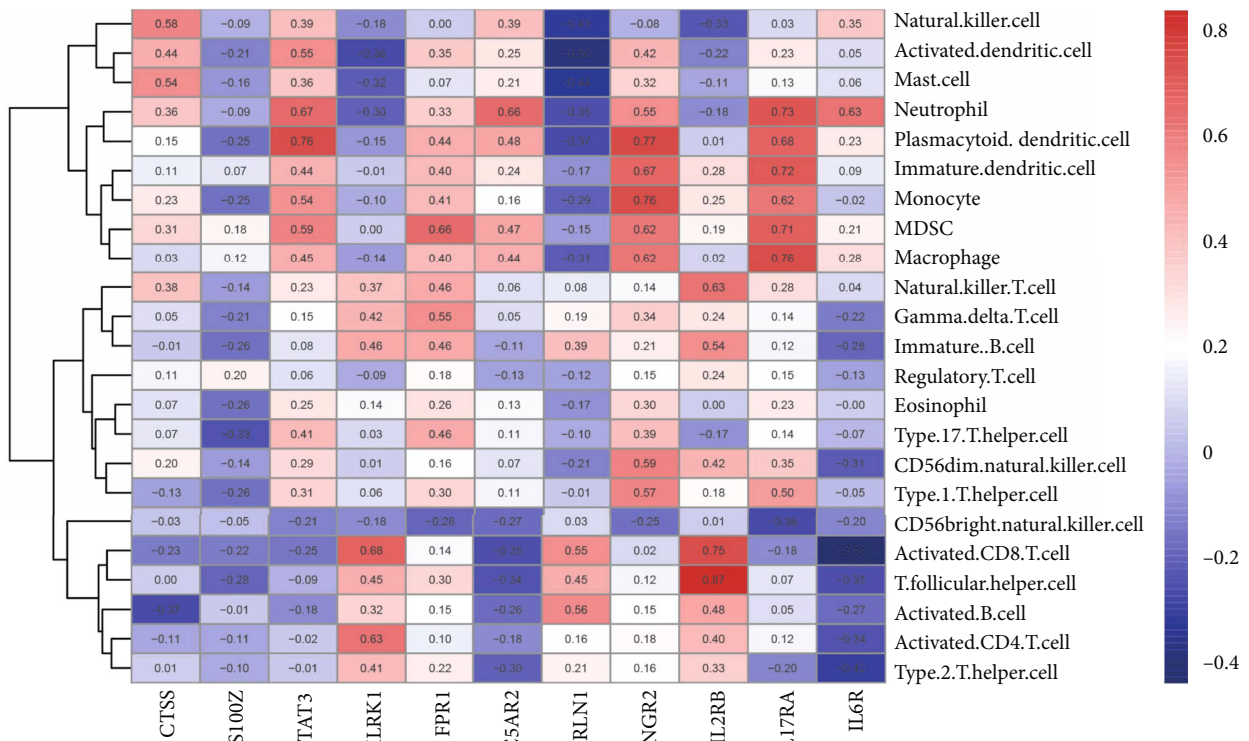 0.58 −0.09 0.39 −0.18 0.00 0.39 −0.08 −0.33 0.03 0.35 Natural.killer.cell
0.44 −0.21 0.55 0.35 0.25 0.42 −0.22 0.23 0.05 Activated.dendritic.cell
0.54 −0.16 0.36 −0.32 0.07 0.21 0.32 −0.11 0.13 0.06 Mast.cell
0.36 −0.09 0.67 −0.30 0.33 0.66 −0.35 0.55 −0.18 0.73 0.63 Neutrophil
0.15 −0.25 0.76 −0.15 0.44 0.48 −0.37 0.77 0.01 0.68 0.23 Plasmacytoid. dendritic.cell
0.11 0.07 0.44 −0.01 0.40 0.24 −0.17 0.67 0.28 0.72 0.09 Immature.dendritic.cell
0.23 −0.25 0.54 −0.10 0.41 0.16 −0.29 0.76 0.25 0.62 −0.02 Monocyte
0.31 0.18 0.59 0.00 0.66 0.47 −0.15 0.62 0.19 0.71 0.21 MDSC
0.03 0.12 0.45 −0.14 0.40 0.44 −0.31 0.62 0.02 0.76 0.28 Macrophage
0.38 −0.14 0.23 0.37 0.46 0.06 0.08 0.14 0.63 0.28 0.04 Natural.killer.T.cell
0.05 −0.21 0.15 0.42 0.55 0.05 0.19 0.34 0.24 0.14 −0.22 Gamma.delta.T.cell
−0.01 −0.26 0.08 0.46 0.46 −0.11 0.39 0.21 0.54 0.12 −0.28 Immature..B.cell
0.11 0.20 0.06 −0.09 0.18 −0.13 −0.12 0.15 0.24 0.15 −0.13 Regulatory.T.cell
0.07 −0.26 0.25 0.14 0.26 0.13 −0.17 0.30 0.00 0.23 −0.00 Eosinophil
0.07 −0.33 0.41 0.03 0.46 0.11 −0.10 0.39 −0.17 0.14 −0.07 Type.17.T.helper.cell
0.20 −0.14 0.29 0.01 0.16 0.07 −0.21 0.59 0.42 0.35 −0.31 CD56dim.natural.killer.cell
−0.13 −0.26 0.31 0.06 0.30 0.11 −0.01 0.57 0.18 0.50 −0.05 Type.1.T.helper.cell
−0.03 −0.05 −0.21 −0.18 −0.28 −0.27 0.03 −0.25 0.01 −0.36 −0.20 CD56bright.natural.killer.cell
−0.23 −0.22 −0.25 0.68 0.14 −0.35 0.55 0.02 0.75 −0.18 Activated.CD8.T.cell
0.00 −0.28 −0.09 0.45 0.30 −0.34 0.45 0.12 0.87 0.07 −0.35 T.follicular.helper.cell
−0.37 −0.01 −0.18 0.32 0.15 −0.26 0.56 0.15 0.48 0.05 −0.27 Activated.B.cell
−0.11 −0.11 −0.02 0.63 0.10 −0.18 0.16 0.18 0.40 0.12 −0.34 Activated.CD4.T.cell
0.01 −0.10 −0.01 0.41 0.22 −0.30 0.21 0.16 0.33 −0.20 Type.2.T.helper.cell
CTSS
S100Z
TAT3
LRK1
FPR1
5AR2
RLN1
NGR2
IL2RB
L17RA
IL6R
0.8
0.6
0.4
0.2
0
−0.2
−0.4